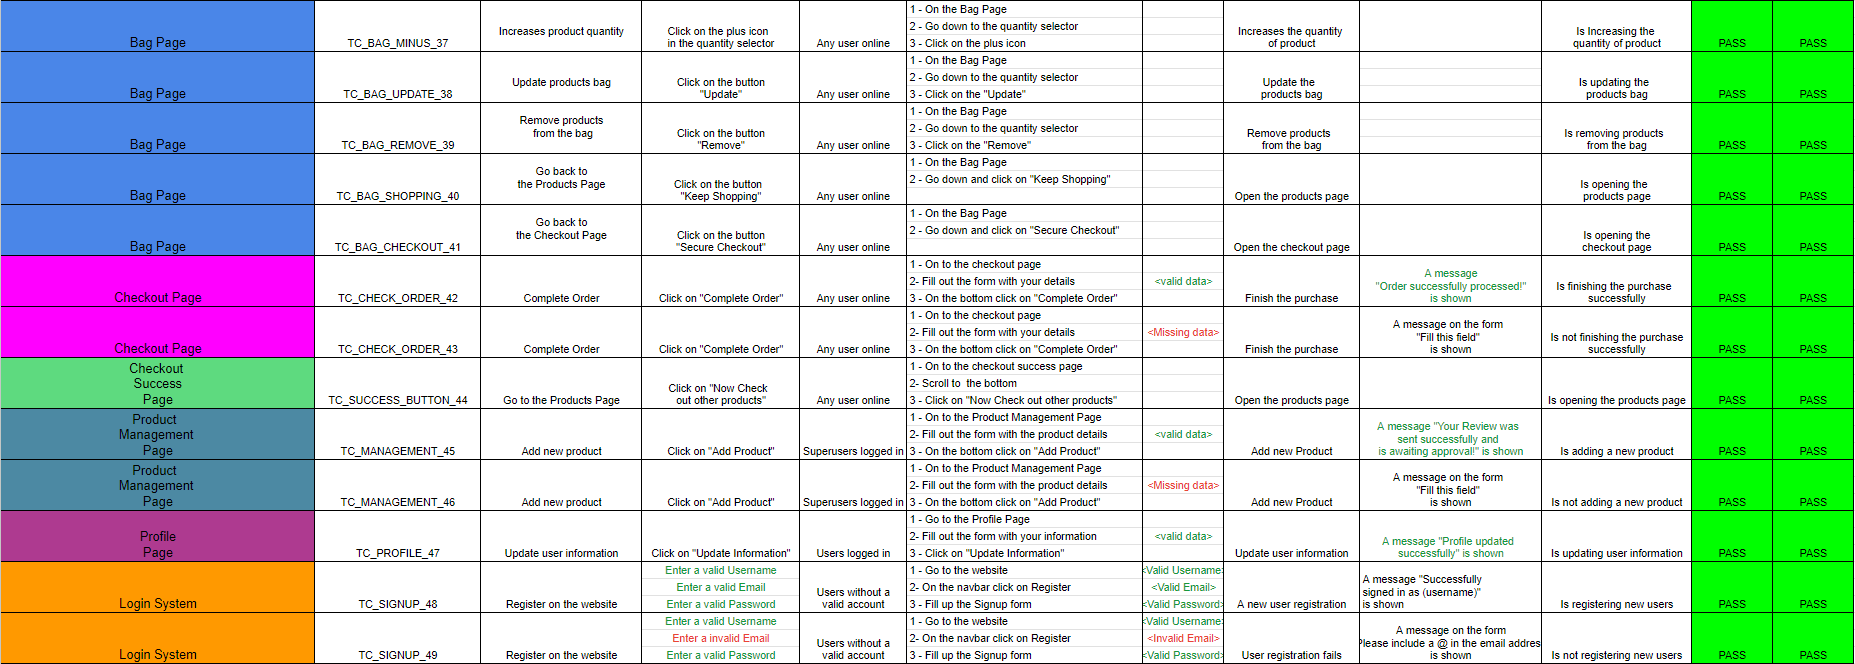 Bag Page
TC_BAG_MINUS_37
Increases product quantity
Click on the plus icon
in the quantity selector
Any user online
1 - On the Bag Page
2 - Go down to the quantity selector
3 - Click on the plus icon
Increases the quantity
of product
Is Increasing the
quantity of product
PASS
PASS
Bag Page
TC_BAG_UPDATE_38
Update products bag
Click on the button
"Update"
Any user online
1 - On the Bag Page
2 - Go down to the quantity selector
3 - Click on the "Update"
Update the
products bag
Is updating the
products bag
PASS
PASS
Bag Page
TC_BAG_REMOVE_39
Remove products
from the bag
Click on the button
"Remove"
Any user online
1 - On the Bag Page
2 - Go down to the quantity selector
3 - Click on the "Remove"
Remove products
from the bag
Is removing products
from the bag
PASS
PASS
Bag Page
TC_BAG_SHOPPING_40
Go back to
the Products Page
Click on the button
"Keep Shopping"
Any user online
1 - On the Bag Page
2 - Go down and click on "Keep Shopping"
Open the products page
Is opening the
products page
PASS
PASS
Bag Page
TC_BAG_CHECKOUT_41
Go back to
the Checkout Page
Click on the button
"Secure Checkout"
Any user online
1 - On the Bag Page
2 - Go down and click on "Secure Checkout"
Open the checkout page
Is opening the
checkout page
PASS
PASS
Checkout Page
TC_CHECK_ORDER_42
Complete Order
Click on "Complete Order"
Any user online
1 - On to the checkout page
2- Fill out the form with your details
3 - On the bottom click on "Complete Order"
<valid data>
Finish the purchase
A message
"Order successfully processed!"
is shown
Is finishing the purchase
successfully
PASS
PASS
Checkout Page
TC_CHECK_ORDER_43
Complete Order
Click on "Complete Order"
Any user online
1 - On to the checkout page
2- Fill out the form with your details
3 - On the bottom click on "Complete Order"
<Missing data>
Finish the purchase
A message on the form
"Fill this field"
is shown
Is not finishing the purchase
successfully
PASS
PASS
Checkout
Success
Page
TC_SUCCESS_BUTTON_44
Go to the Products Page
Click on "Now Check
out other products"
Any user online
1 - On to the checkout success page
2- Scroll to  the bottom
3 - Click on "Now Check out other products"
Open the products page
Is opening the products page
PASS
PASS
Product
Management
Page
TC_MANAGEMENT_45
Add new product
Click on "Add Product"
Superusers logged in
1 - On to the Product Management Page
2- Fill out the form with the product details
3 - On the bottom click on "Add Product"
<valid data>
Add new Product
A message "Your Review was
sent successfully and
is awaiting approval!" is shown
Is adding a new product
PASS
PASS
Product
Management
Page
TC_MANAGEMENT_46
Add new product
Click on "Add Product"
Superusers logged in
1 - On to the Product Management Page
2- Fill out the form with the product details
3 - On the bottom click on "Add Product"
<Missing data>
Add new Product
A message on the form
"Fill this field"
is shown
Is not adding a new product
PASS
PASS
Profile
Page
TC_PROFILE_47
Update user information
Click on "Update Information"
Users logged in
1 - Go to the Profile Page
2- Fill out the form with your information
3 - Click on "Update Information"
<valid data>
Update user information
A message "Profile updated
successfully" is shown
Is updating user information
PASS
PASS
Login System
TC_SIGNUP_48
Register on the website
Enter a valid Username
Enter a valid Email
Enter a valid Password
Users without a
valid account
1 - Go to the website
2- On the navbar click on Register
3 - Fill up the Signup form
<Valid Username>
<Valid Email>
<Valid Password>
A new user registration
A message "Successfully
signed in as (username)"
is shown
Is registering new users
PASS
PASS
Login System
TC_SIGNUP_49
Register on the website
Enter a valid Username
Enter a invalid Email
Enter a valid Password
Users without a
valid account
1 - Go to the website
2- On the navbar click on Register
3 - Fill up the Signup form
<Valid Username>
<Invalid Email>
<Valid Password>
User registration fails
A message on the form
Please include a @ in the email addres
is shown
Is not registering new users
PASS
PASS